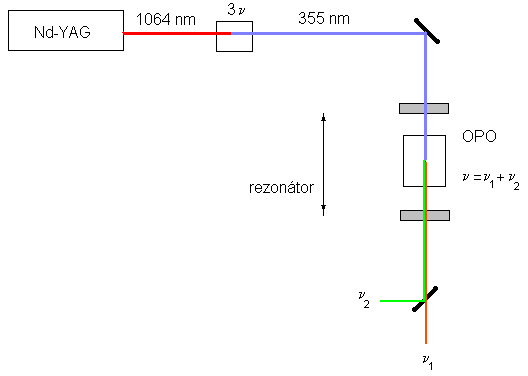 Nd-YAG
1064 nm
3ν
355 nm
OPO
ν = ν₁ + ν₂
rezonátor
ν₂
ν₁